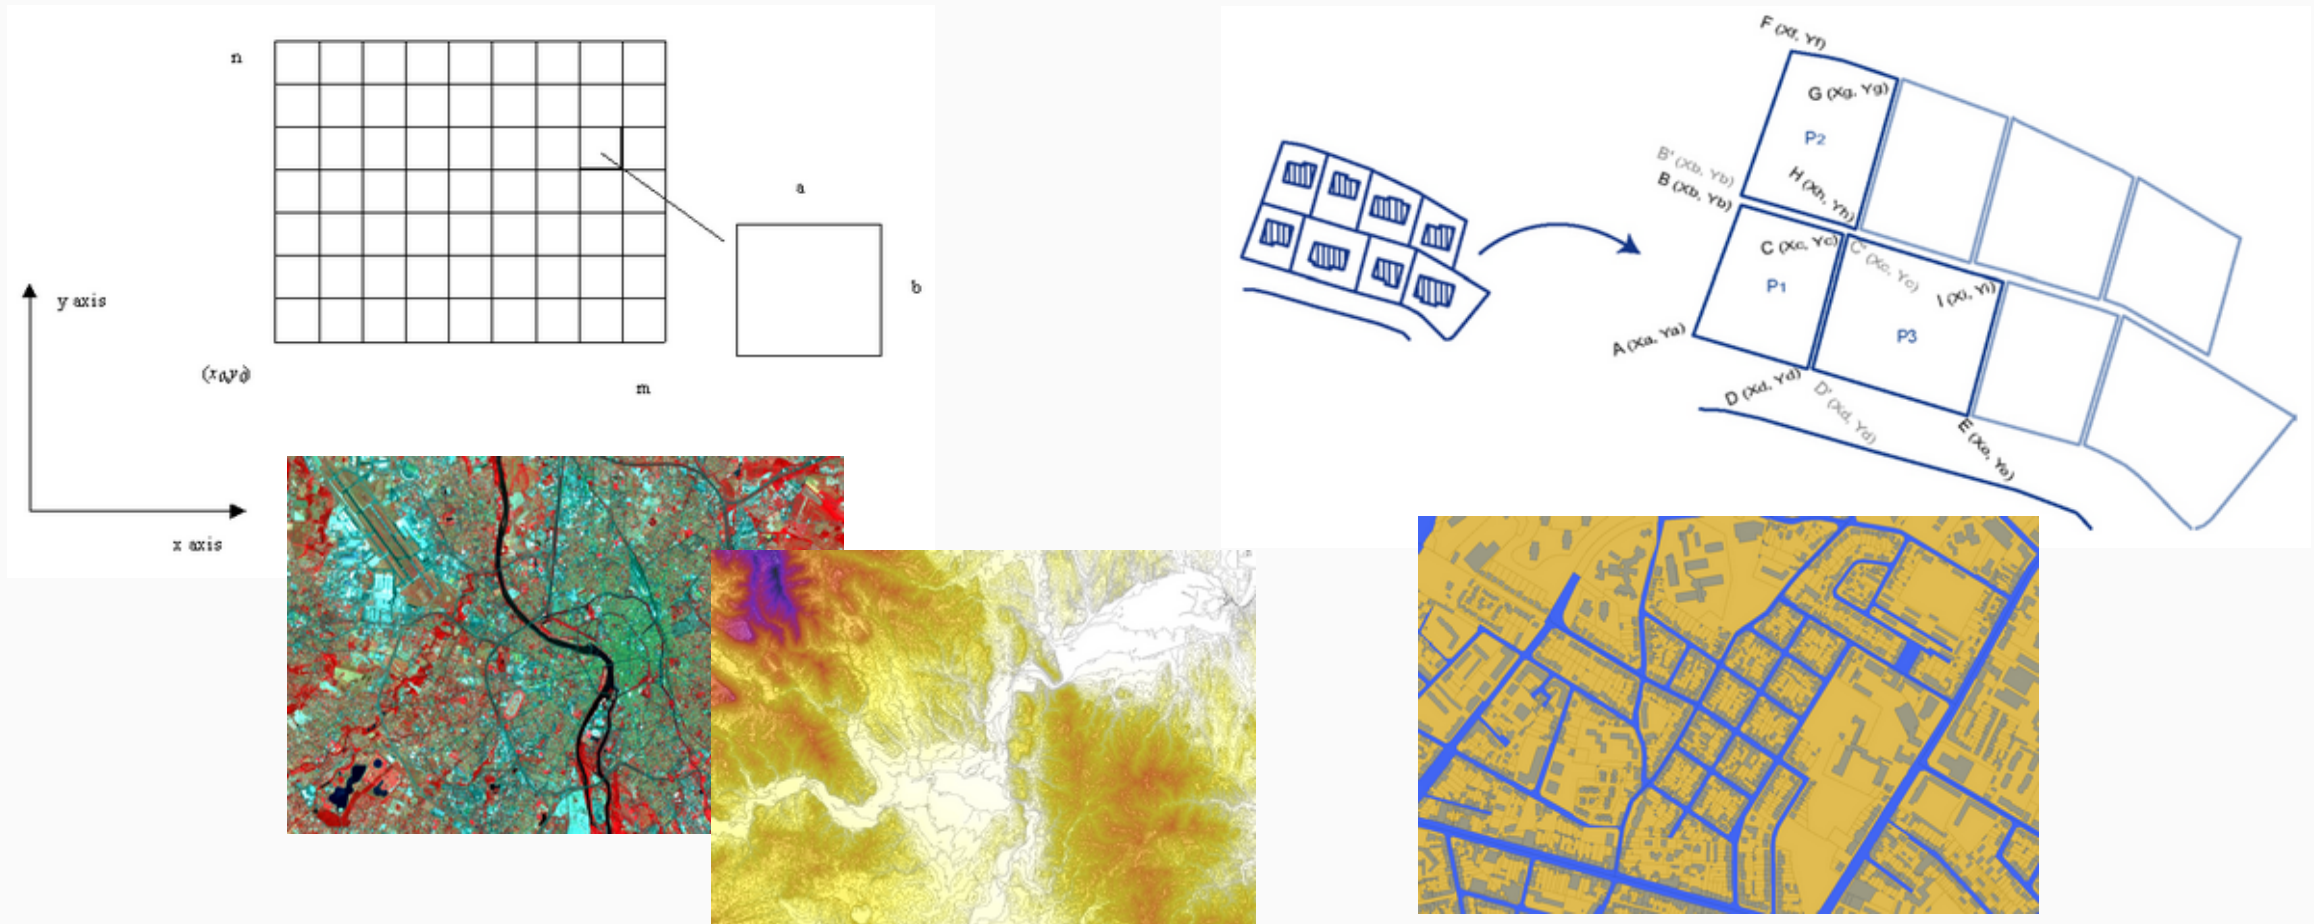 n
a
b
y axis
(x0,y0)
m
x axis
F (Xf, Yf)
G (Xg, Yg)
P2
B' (Xb, Yb)
B (Xb, Yb)
H (Xh, Yh)
C (Xc, Yc)
C' (Xc, Yc)
P1
I (Xi, Yi)
P3
A (Xa, Ya)
D (Xd, Yd)
D' (Xd, Yd)
E (Xe, Ye)